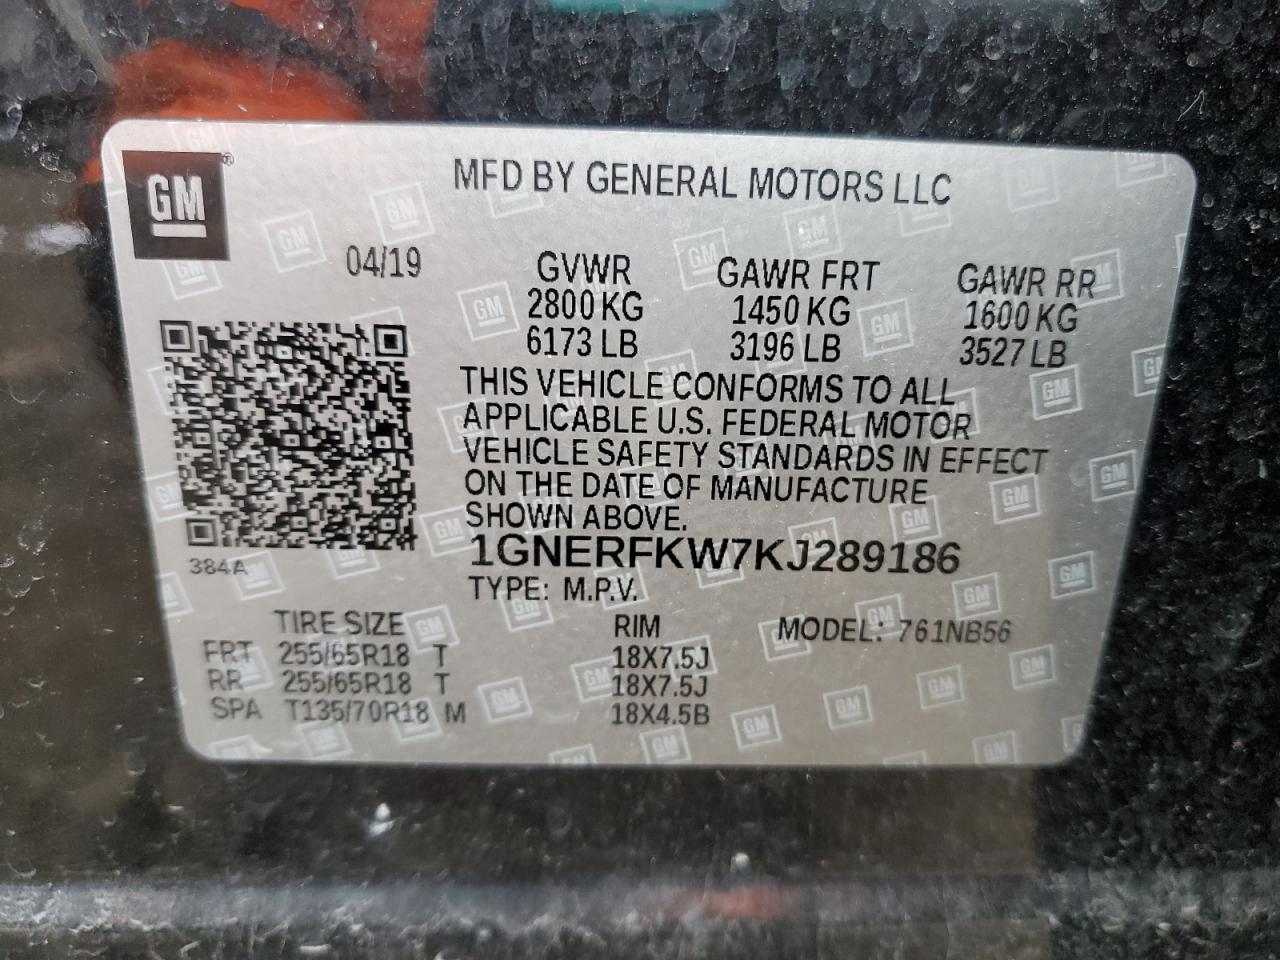 GM
MFD BY GENERAL MOTORS LLC
04/19 GVWR GAWR FRT GAWR RR
2800 KG 1450 KG 1600 KG
6173 LB 3196 LB 3527 LB
THIS VEHICLE CONFORMS TO ALL
APPLICABLE U.S. FEDERAL MOTOR
VEHICLE SAFETY STANDARDS IN EFFECT
ON THE DATE OF MANUFACTURE
SHOWN ABOVE.
384A
1GNERFKW7KJ289186
TYPE: M.P.V.
TIRE SIZE RIM MODEL: 761NB56
FRT 255/65R18 T 18X7.5J
RR 255/65R18 T 18X7.5J
SPA T135/70R18 M 18X4.5B